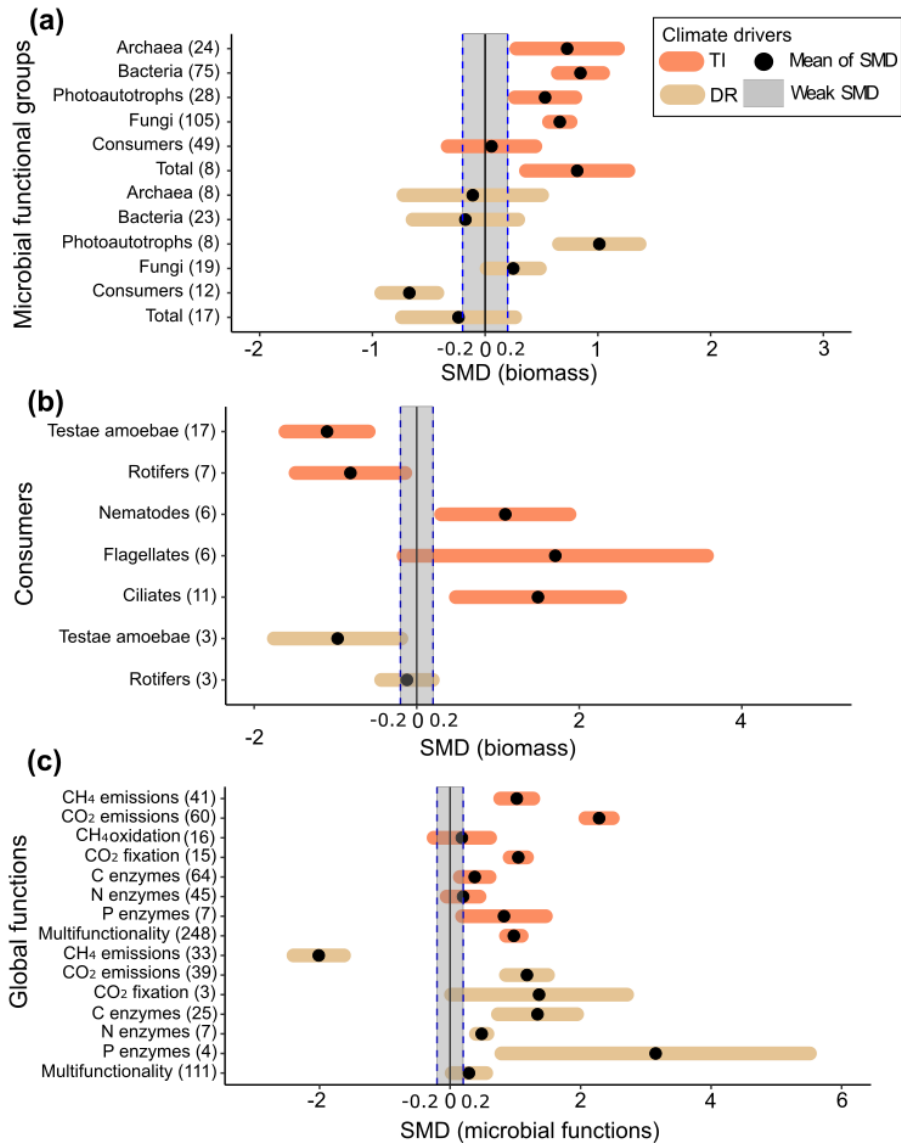 (a)
Microbial functional groups
Archaea (24)
Bacteria (75)
Photoautotrophs (28)
Fungi (105)
Consumers (49)
Total (8)
Archaea (8)
Bacteria (23)
Photoautotrophs (8)
Fungi (19)
Consumers (12)
Total (17)
Climate drivers
TI Mean of SMD
DR Weak SMD
-2 -1 -0.2 0 0.2 1 2 3
SMD (biomass)
(b)
Consumers
Testae amoebae (17)
Rotifers (7)
Nematodes (6)
Flagellates (6)
Ciliates (11)
Testae amoebae (3)
Rotifers (3)
-2 -0.2 0 0.2 2 4
SMD (biomass)
(c)
Global functions
CH4 emissions (41)
CO2 emissions (60)
CH4oxidation (16)
CO2 fixation (15)
C enzymes (64)
N enzymes (45)
P enzymes (7)
Multifunctionality (248)
CH4 emissions (33)
CO2 emissions (39)
CO2 fixation (3)
C enzymes (25)
N enzymes (7)
P enzymes (4)
Multifunctionality (111)
-2 -0.2 0 0.2 2 4 6
SMD (microbial functions)